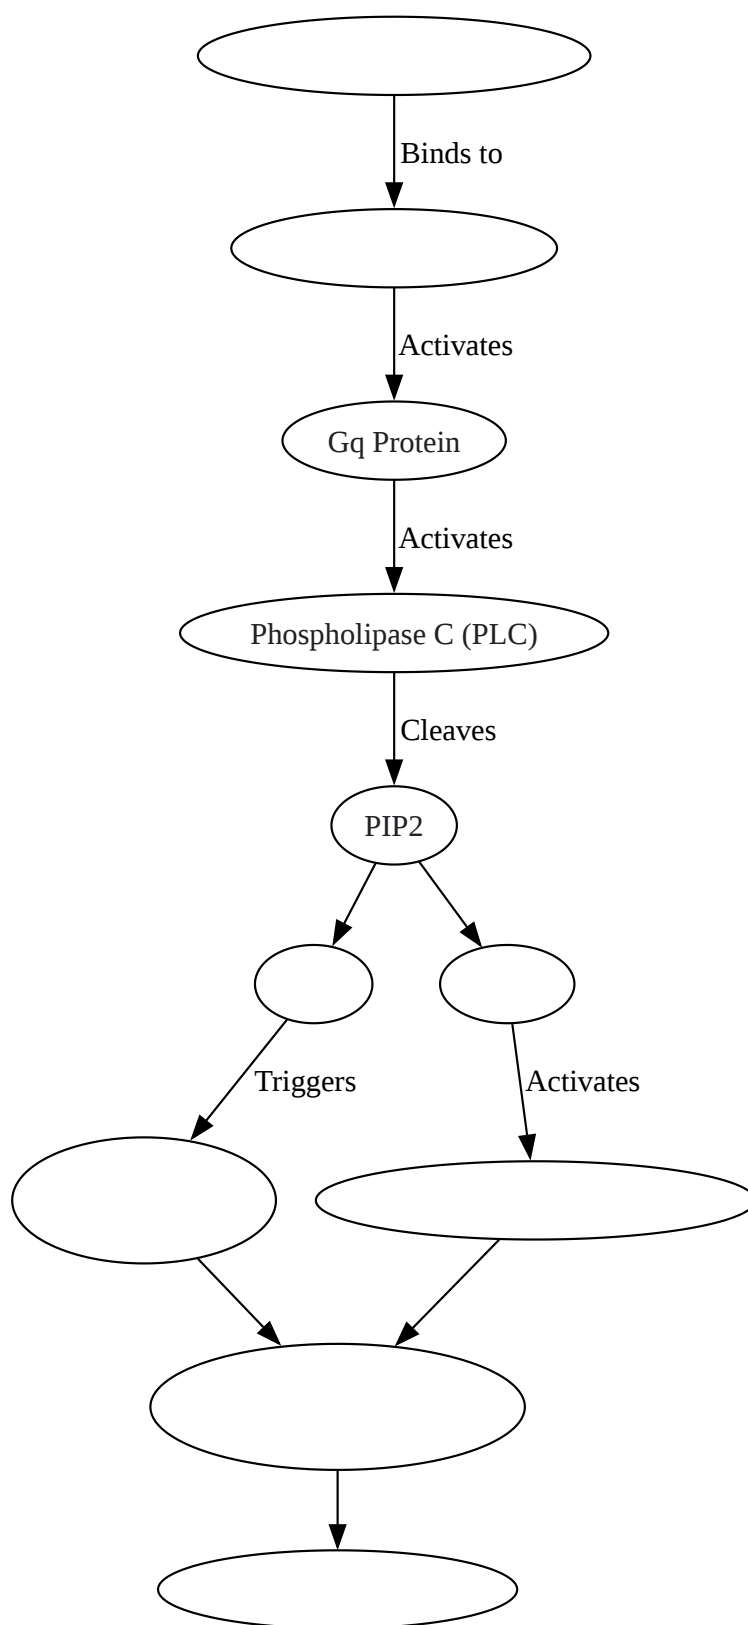 Binds to
Activates
Gq Protein
Activates
Phospholipase C (PLC)
Cleaves
PIP2
Triggers
Activates